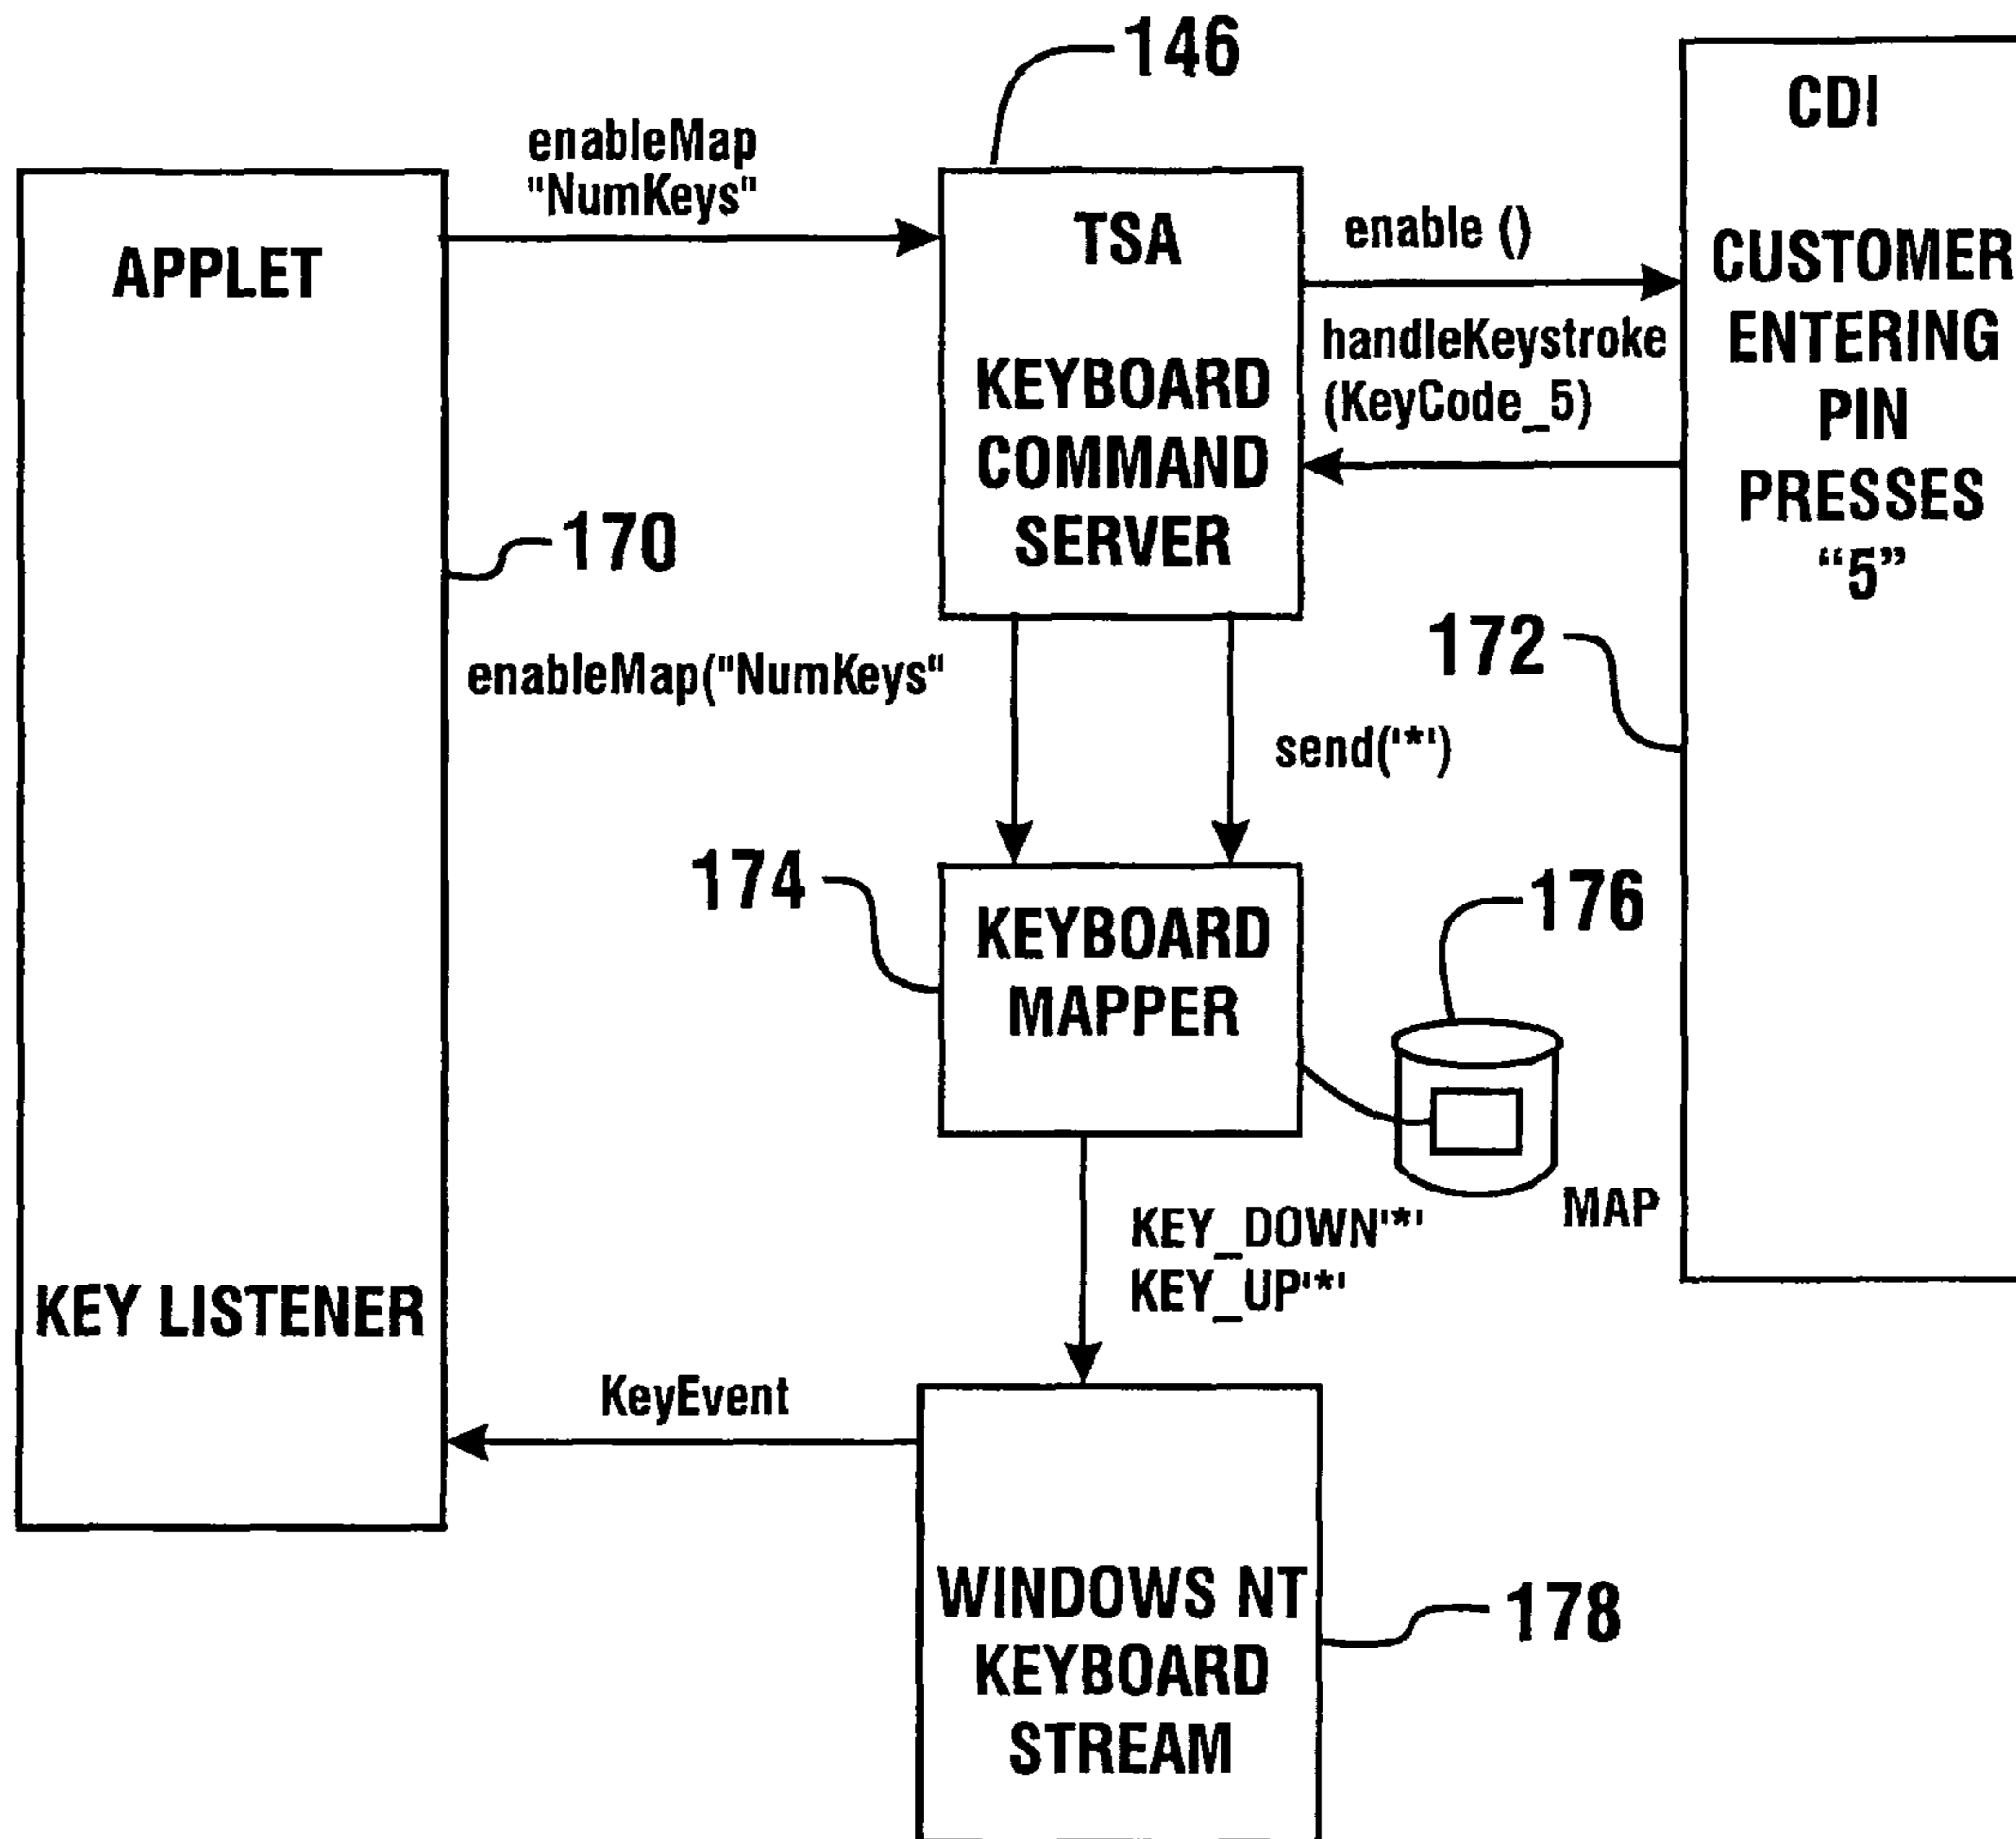 146
enableMap
"NumKeys"
APPLET
TSA
KEYBOARD
COMMAND
SERVER
enable ()
handleKeystroke
(KeyCode_5)
CDI
CUSTOMER
ENTERING
PIN
PRESSES
“5”
170
172
enableMap("NumKeys"
send('*')
174
KEYBOARD
MAPPER
176
MAP
KEY_DOWN'*'
KEY_UP'*'
KEY LISTENER
KeyEvent
WINDOWS NT
KEYBOARD
STREAM
178